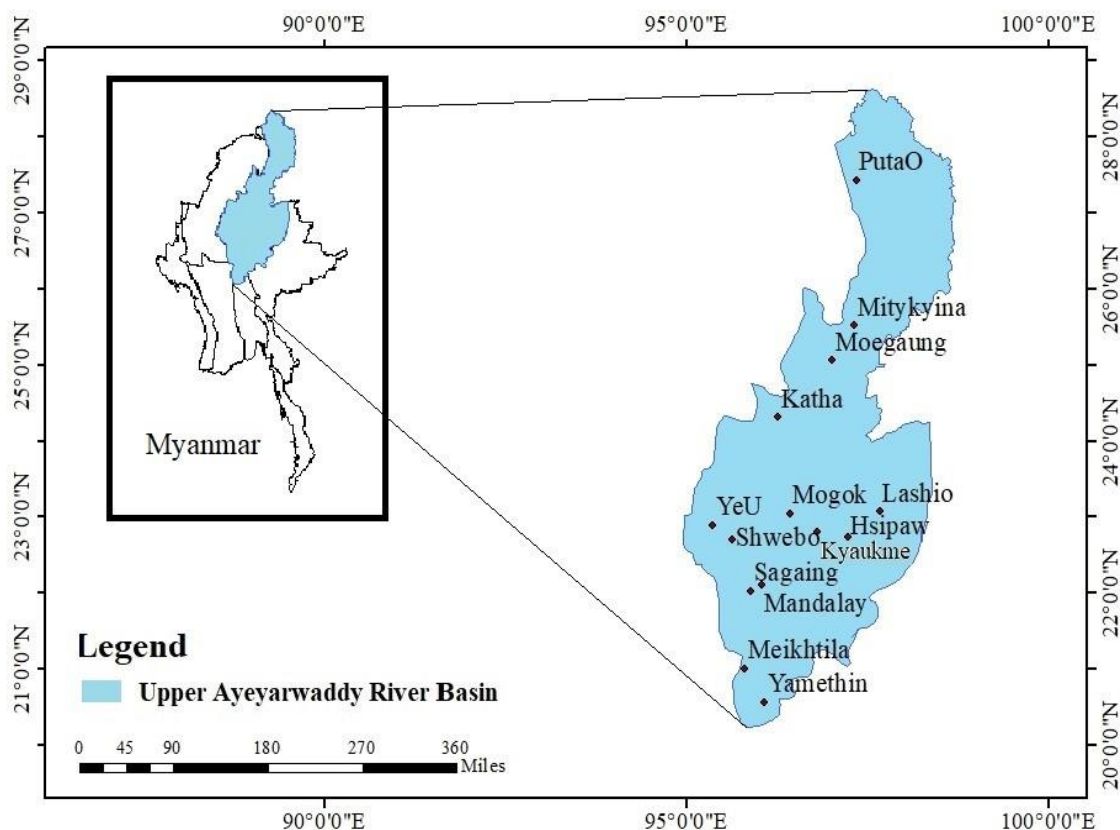 90°0'0"E 95°0'0"E 100°0'0"E
29°0'0"N
27°0'0"N
25°0'0"N
23°0'0"N
21°0'0"N
28°0'0"N
26°0'0"N
24°0'0"N
22°0'0"N
20°0'0"N
PutaO
Mitykyina
Moegaung
Katha
Mogok
Lashio
YeU
Hsipaw
Shwebo
Kyaukme
Sagaing
Mandalay
Meikhtila
Yamethin
Myanmar
Legend
Upper Ayeyarwaddy River Basin
0 45 90 180 270 360
Miles
90°0'0"E 95°0'0"E 100°0'0"E